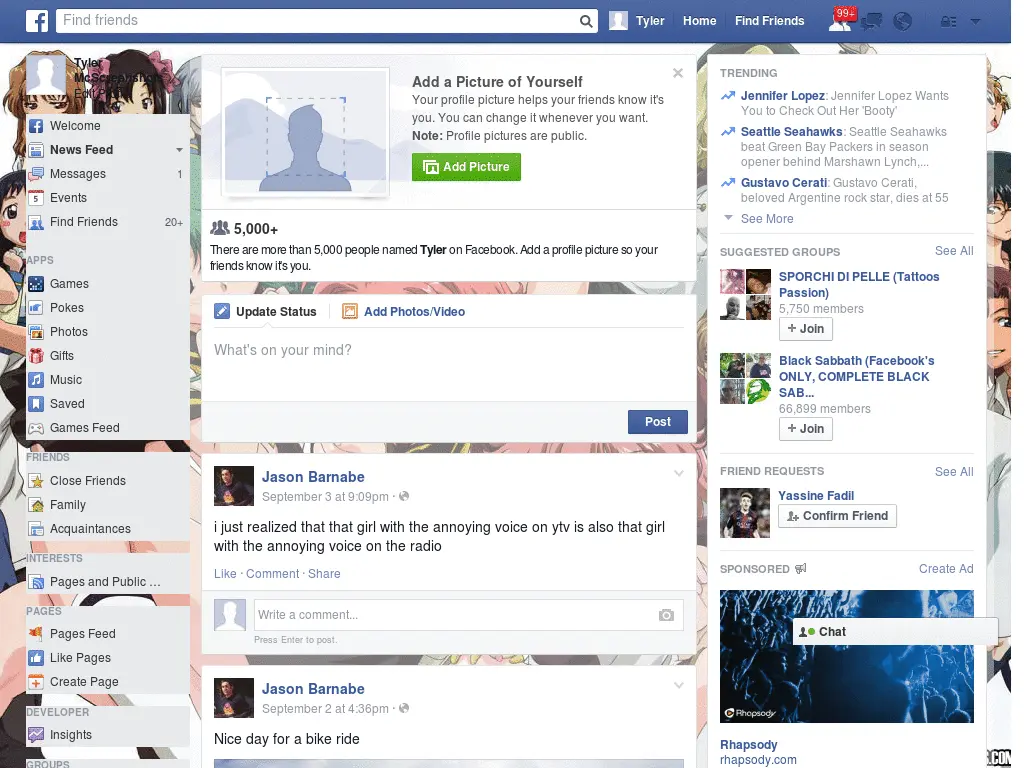 Find friends
Tyler
Home
Find Friends
99+
Tyler
Edit
Welcome
News Feed
Messages 1
5 Events
Find Friends 20+
APPS
Games
Pokes
Photos
Gifts
Music
Saved
Games Feed
FRIENDS
Close Friends
Family
Acquaintances
INTERESTS
Pages and Public ...
PAGES
Pages Feed
Like Pages
Create Page
DEVELOPER
Insights
GROUPS
Add a Picture of Yourself
Your profile picture helps your friends know it's
you. You can change it whenever you want.
Note: Profile pictures are public.
Add Picture
5,000+
There are more than 5,000 people named Tyler on Facebook. Add a profile picture so your
friends know it's you.
Update Status
Add Photos/Video
What's on your mind?
Post
Jason Barnabe
September 3 at 9:09pm ·
i just realized that that girl with the annoying voice on ytv is also that girl
with the annoying voice on the radio
Like · Comment · Share
Write a comment...
Press Enter to post.
Jason Barnabe
September 2 at 4:36pm ·
Nice day for a bike ride
TRENDING
Jennifer Lopez: Jennifer Lopez Wants
You to Check Out Her 'Booty'
Seattle Seahawks: Seattle Seahawks
beat Green Bay Packers in season
opener behind Marshawn Lynch,...
Gustavo Cerati: Gustavo Cerati,
beloved Argentine rock star, dies at 55
See More
SUGGESTED GROUPS See All
SPORCHI DI PELLE (Tattoos
Passion)
5,750 members
+ Join
Black Sabbath (Facebook's
ONLY, COMPLETE BLACK
SAB...
66,899 members
+ Join
FRIEND REQUESTS See All
Yassine Fadil
Confirm Friend
SPONSORED Create Ad
Chat
Rhapsody
Rhapsody
rhapsody.com